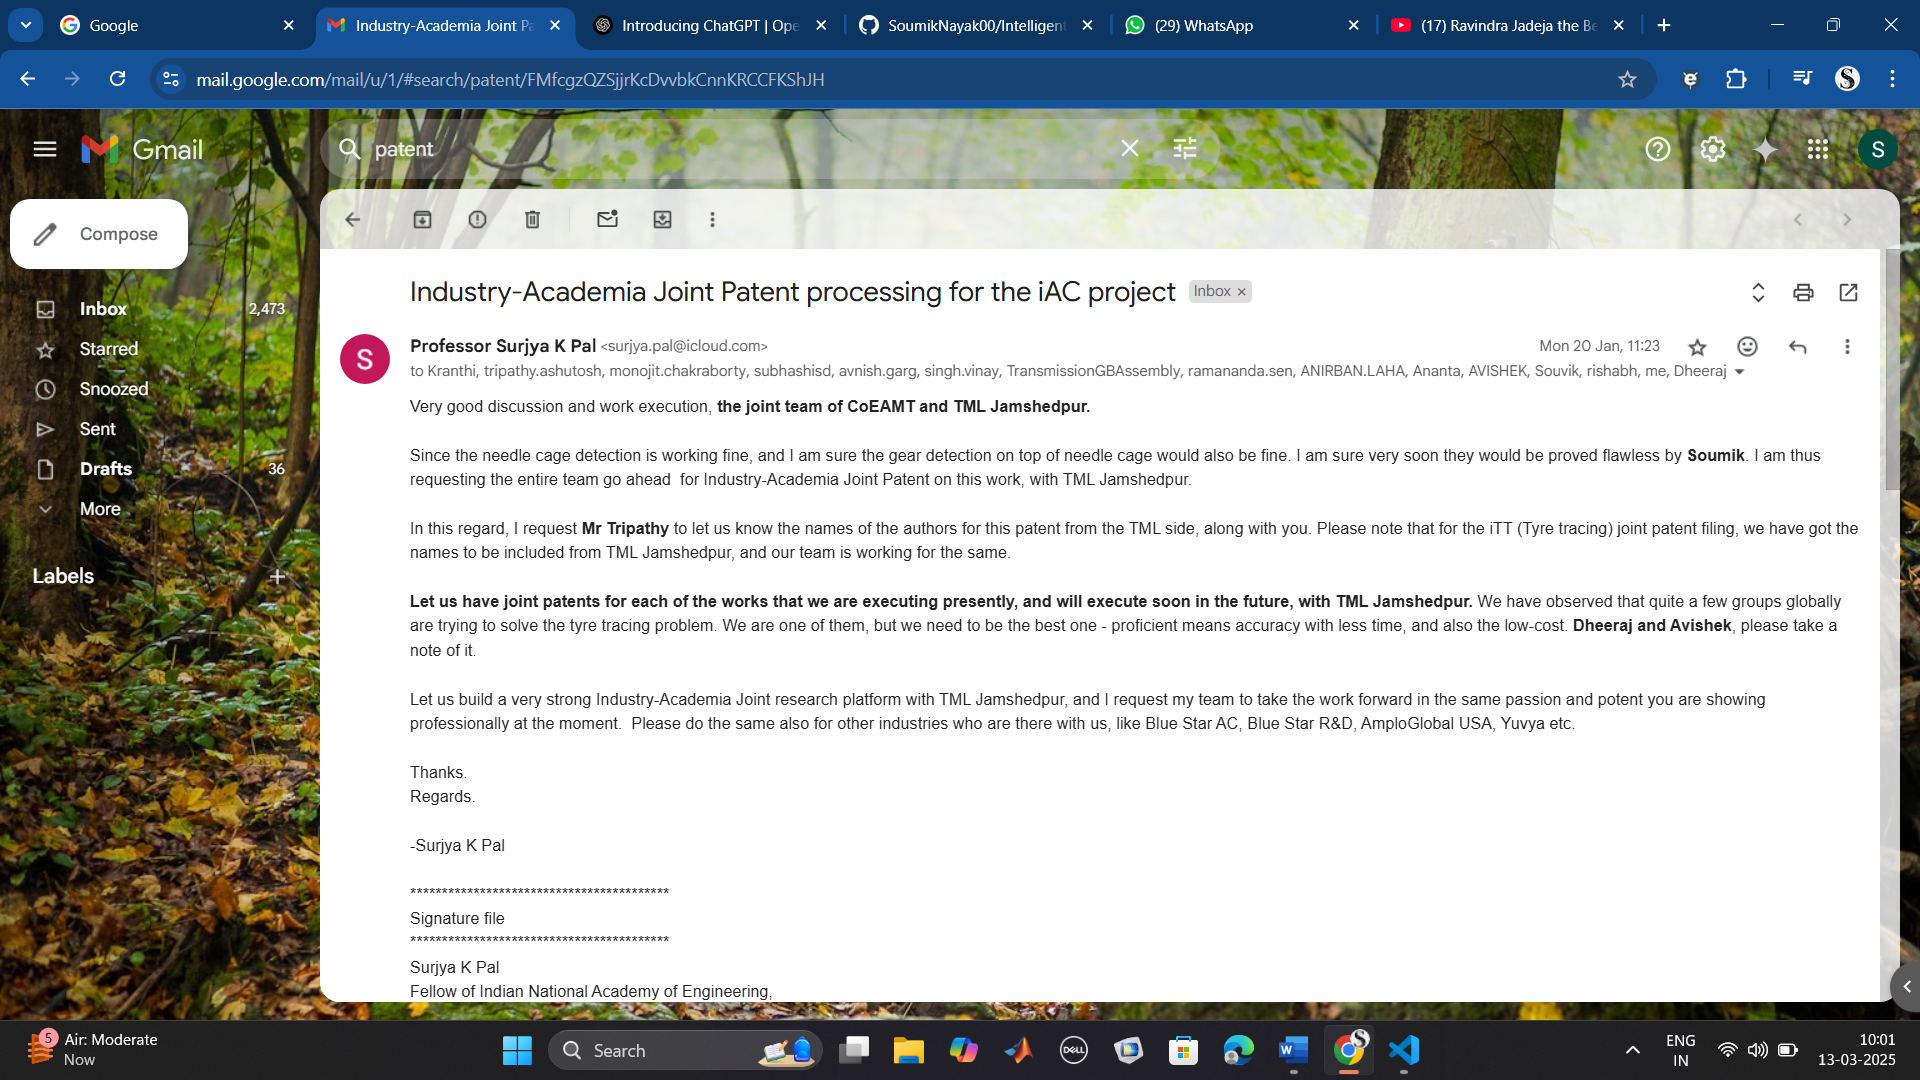 Google
Industry-Academia Joint Pa
Introducing ChatGPT | Ope
SoumikNayak00/Intelligent
(29) WhatsApp
(17) Ravindra Jadeja the Be
mail.google.com/mail/u/1/#search/patent/FMfcgzQZSjjrKcDvvbkCnnKRCCFKShJH
Gmail
patent
S
Compose
Inbox 2,473
Starred
Snoozed
Sent
Drafts 36
More
Labels
Industry-Academia Joint Patent processing for the iAC project
Inbox
S
Professor Surjya K Pal <surjya.pal@icloud.com>
Mon 20 Jan, 11:23
to Kranthi, tripathy.ashutosh, monojit.chakraborty, subhashisd, avnish.garg, singh.vinay, TransmissionGBAssembly, ramananda.sen, ANIRBAN.LAHA, Ananta, AVISHEK, Souvik, rishabh, me, Dheeraj
Very good discussion and work execution, the joint team of CoEAMT and TML Jamshedpur.
Since the needle cage detection is working fine, and I am sure the gear detection on top of needle cage would also be fine. I am sure very soon they would be proved flawless by Soumik. I am thus
requesting the entire team go ahead  for Industry-Academia Joint Patent on this work, with TML Jamshedpur.
In this regard, I request Mr Tripathy to let us know the names of the authors for this patent from the TML side, along with you. Please note that for the iTT (Tyre tracing) joint patent filing, we have got the
names to be included from TML Jamshedpur, and our team is working for the same.
Let us have joint patents for each of the works that we are executing presently, and will execute soon in the future, with TML Jamshedpur. We have observed that quite a few groups globally
are trying to solve the tyre tracing problem. We are one of them, but we need to be the best one - proficient means accuracy with less time, and also the low-cost. Dheeraj and Avishek, please take a
note of it.
Let us build a very strong Industry-Academia Joint research platform with TML Jamshedpur, and I request my team to take the work forward in the same passion and potent you are showing
professionally at the moment.  Please do the same also for other industries who are there with us, like Blue Star AC, Blue Star R&D, AmploGlobal USA, Yuvya etc.
Thanks.
Regards.
-Surjya K Pal
*****************************************
Signature file
*****************************************
Surjya K Pal
Fellow of Indian National Academy of Engineering,
5
Air: Moderate
Now
Search
DELL
ENG
IN
10:01
13-03-2025